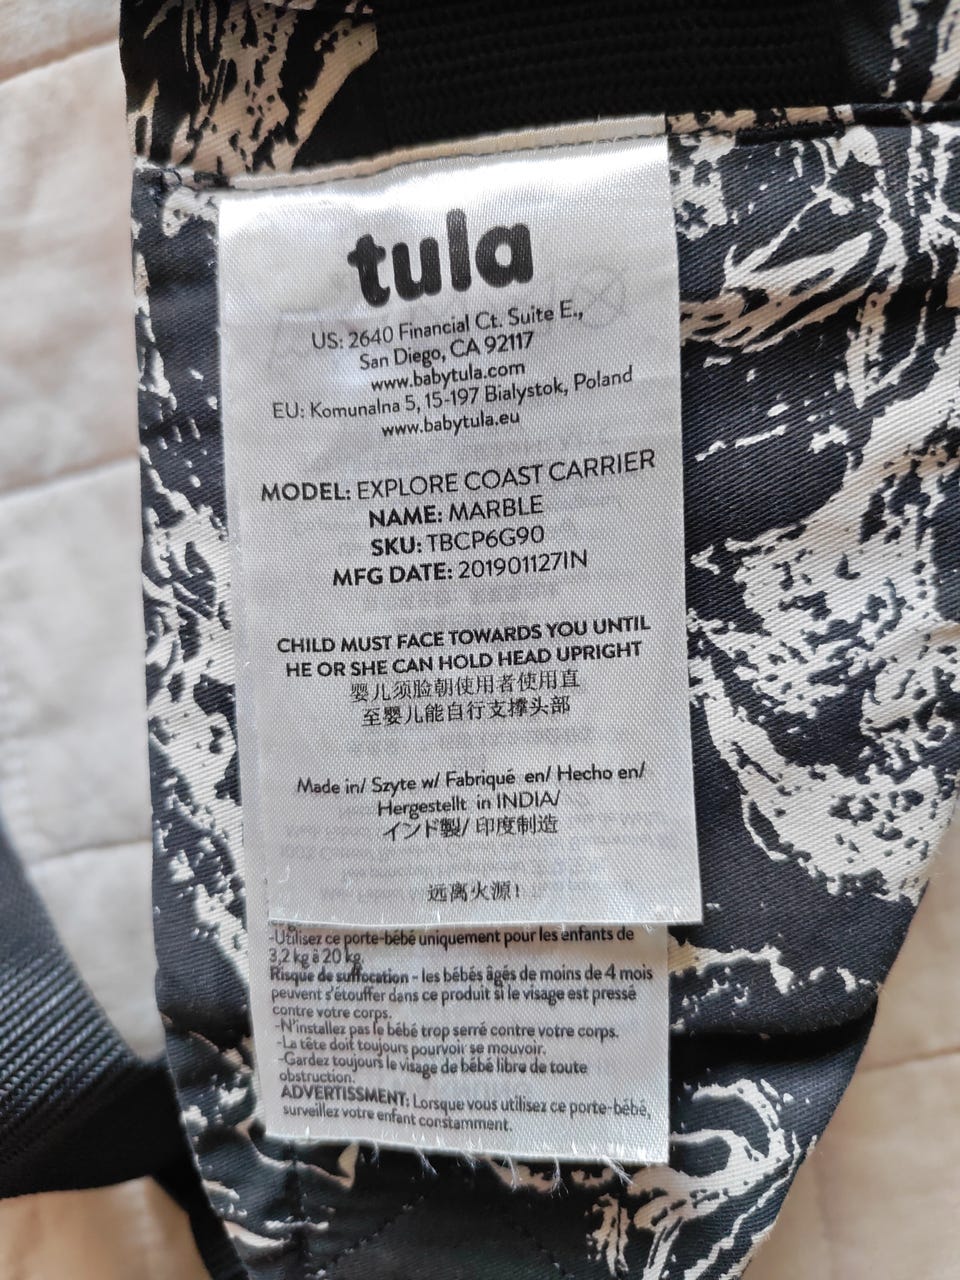 tula
US: 2640 Financial Ct. Suite E.,
San Diego, CA 92117
www.babytula.com
EU: Komunalna 5, 15-197 Bialystok, Poland
www.babytula.eu
MODEL: EXPLORE COAST CARRIER
NAME: MARBLE
SKU: TBCP6G90
MFG DATE: 201901127IN
CHILD MUST FACE TOWARDS YOU UNTIL
HE OR SHE CAN HOLD HEAD UPRIGHT
婴儿须脸朝使用者使用直
至婴儿能自行支撑头部
Made in/ Szyte w/ Fabriqué en/ Hecho en/
Hergestellt in INDIA/
インド製/ 印度制造
远离火源!
-Utilisez ce porte-bébé uniquement pour les enfants de
3,2 kg à 20 kg.
Risque de suffocation - les bébés âgés de moins de 4 mois
peuvent s'étouffer dans ce produit si le visage est pressé
contre votre corps.
-N'installez pas le bébé trop serré contre votre corps.
-La tête doit toujours pourvoir se mouvoir.
-Gardez toujours le visage de bébé libre de toute
obstruction.
ADVERTISSMENT: Lorsque vous utilisez ce porte-bébé,
surveillez votre enfant constamment.